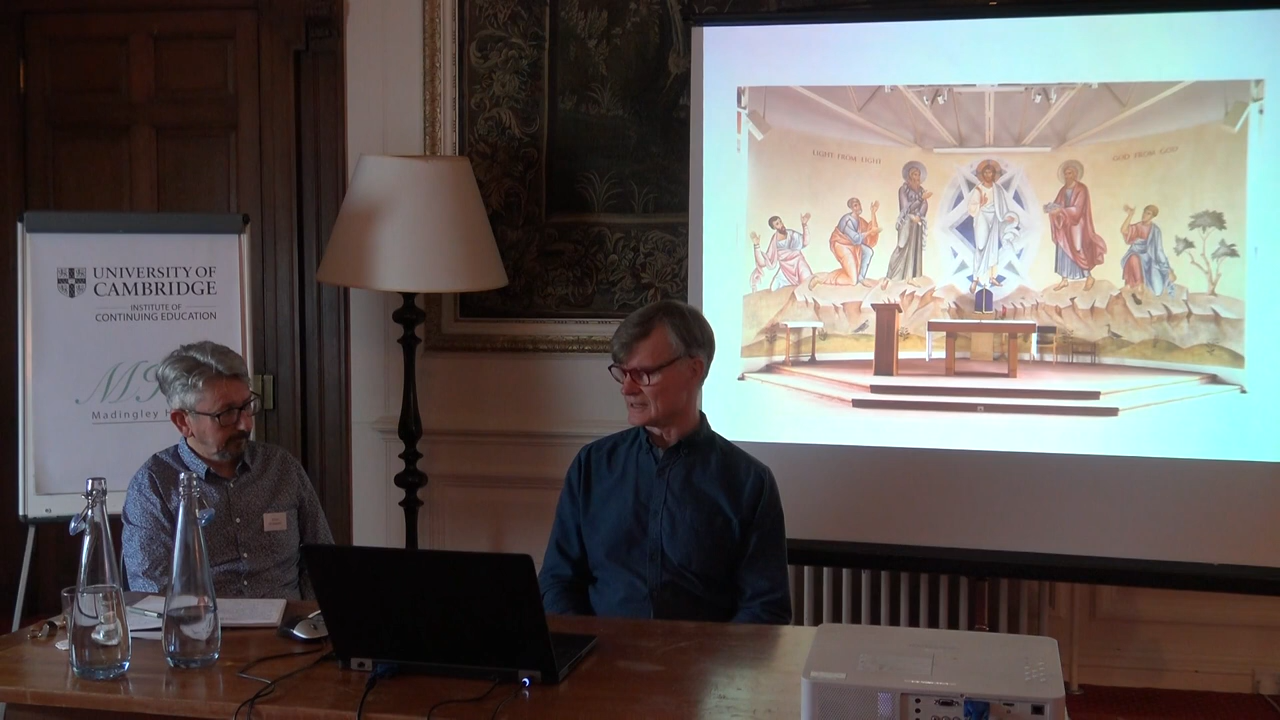 UNIVERSITY OF
CAMBRIDGE
INSTITUTE OF
CONTINUING EDUCATION
Madingley H
LIGHT FROM LIGHT
GOD FROM GOD